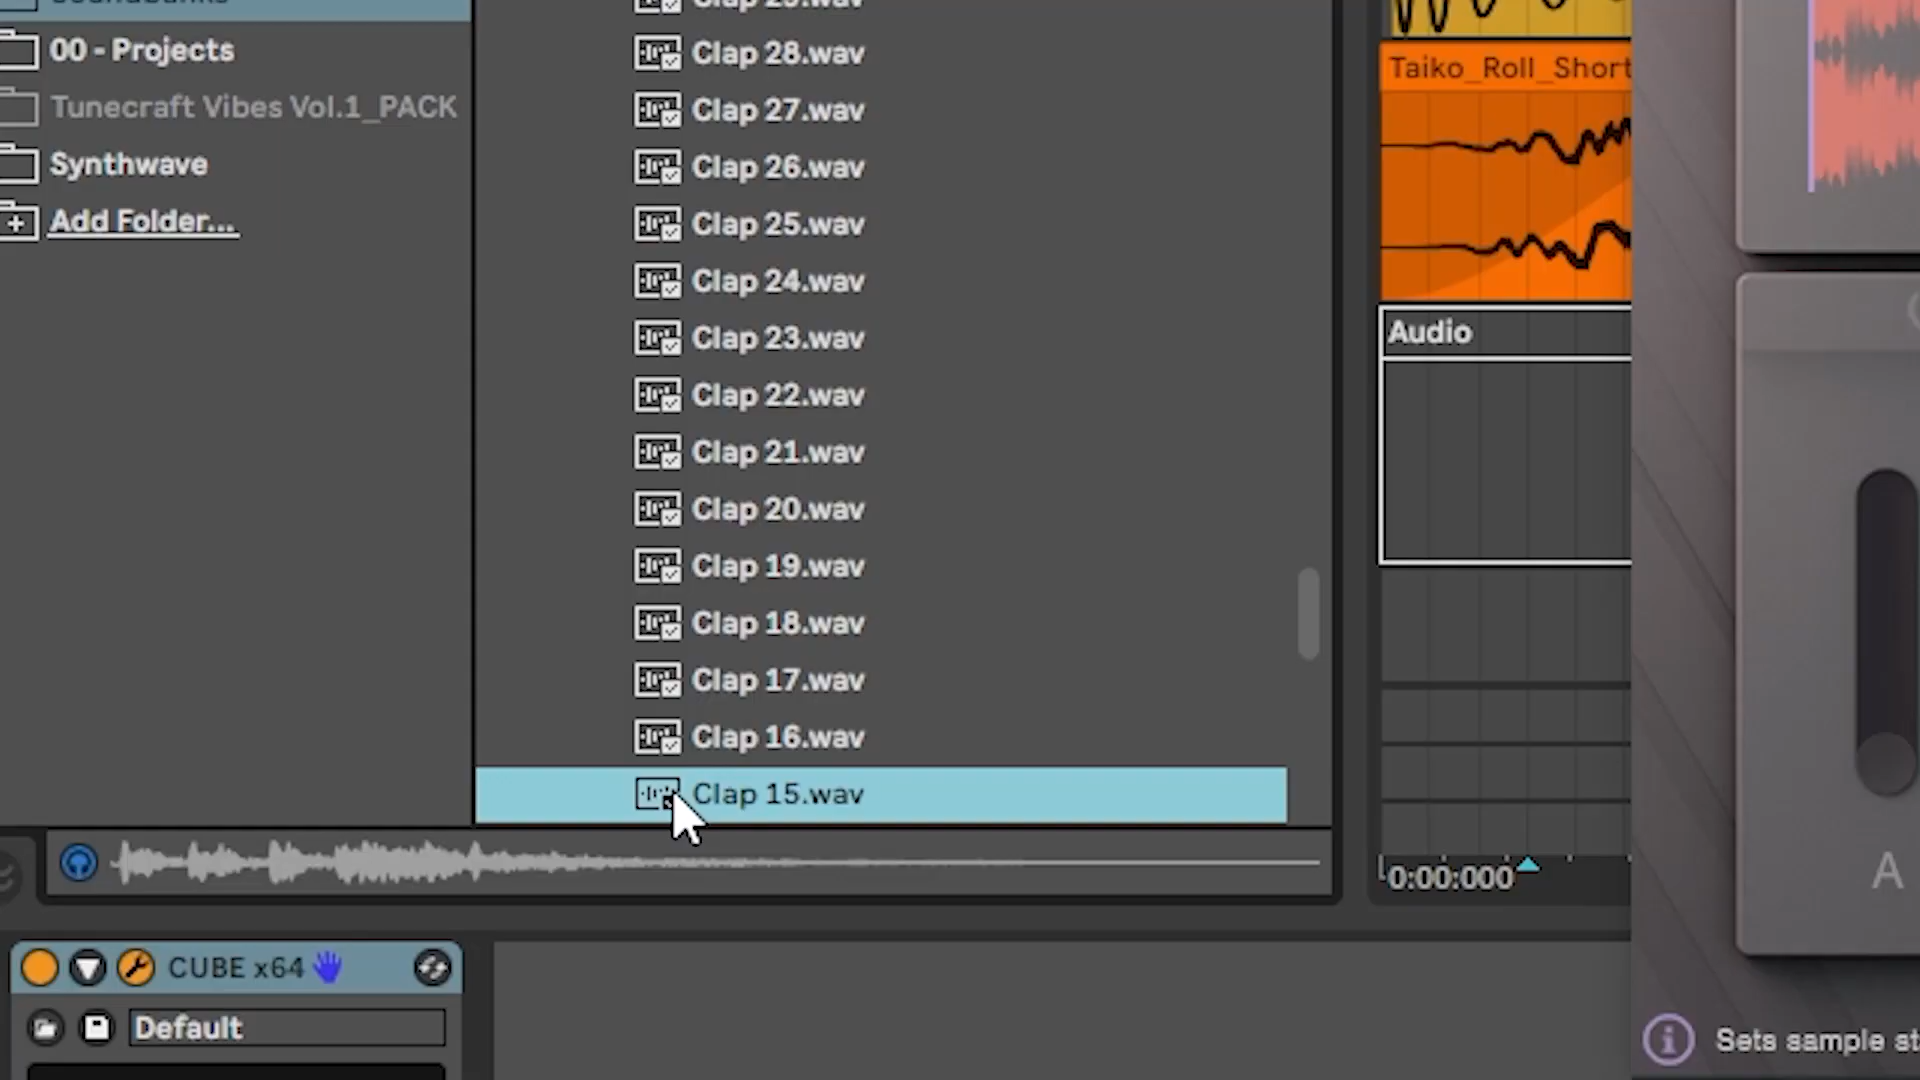 Soundbanks
00 - Projects
Tunecraft Vibes Vol.1_PACK
Synthwave
Add Folder...
Clap 29.wav
Clap 28.wav
Clap 27.wav
Clap 26.wav
Clap 25.wav
Clap 24.wav
Clap 23.wav
Clap 22.wav
Clap 21.wav
Clap 20.wav
Clap 19.wav
Clap 18.wav
Clap 17.wav
Clap 16.wav
Clap 15.wav
Taiko_Roll_Short
Audio
0:00:000
A
CUBE x64
Default
Sets sample st